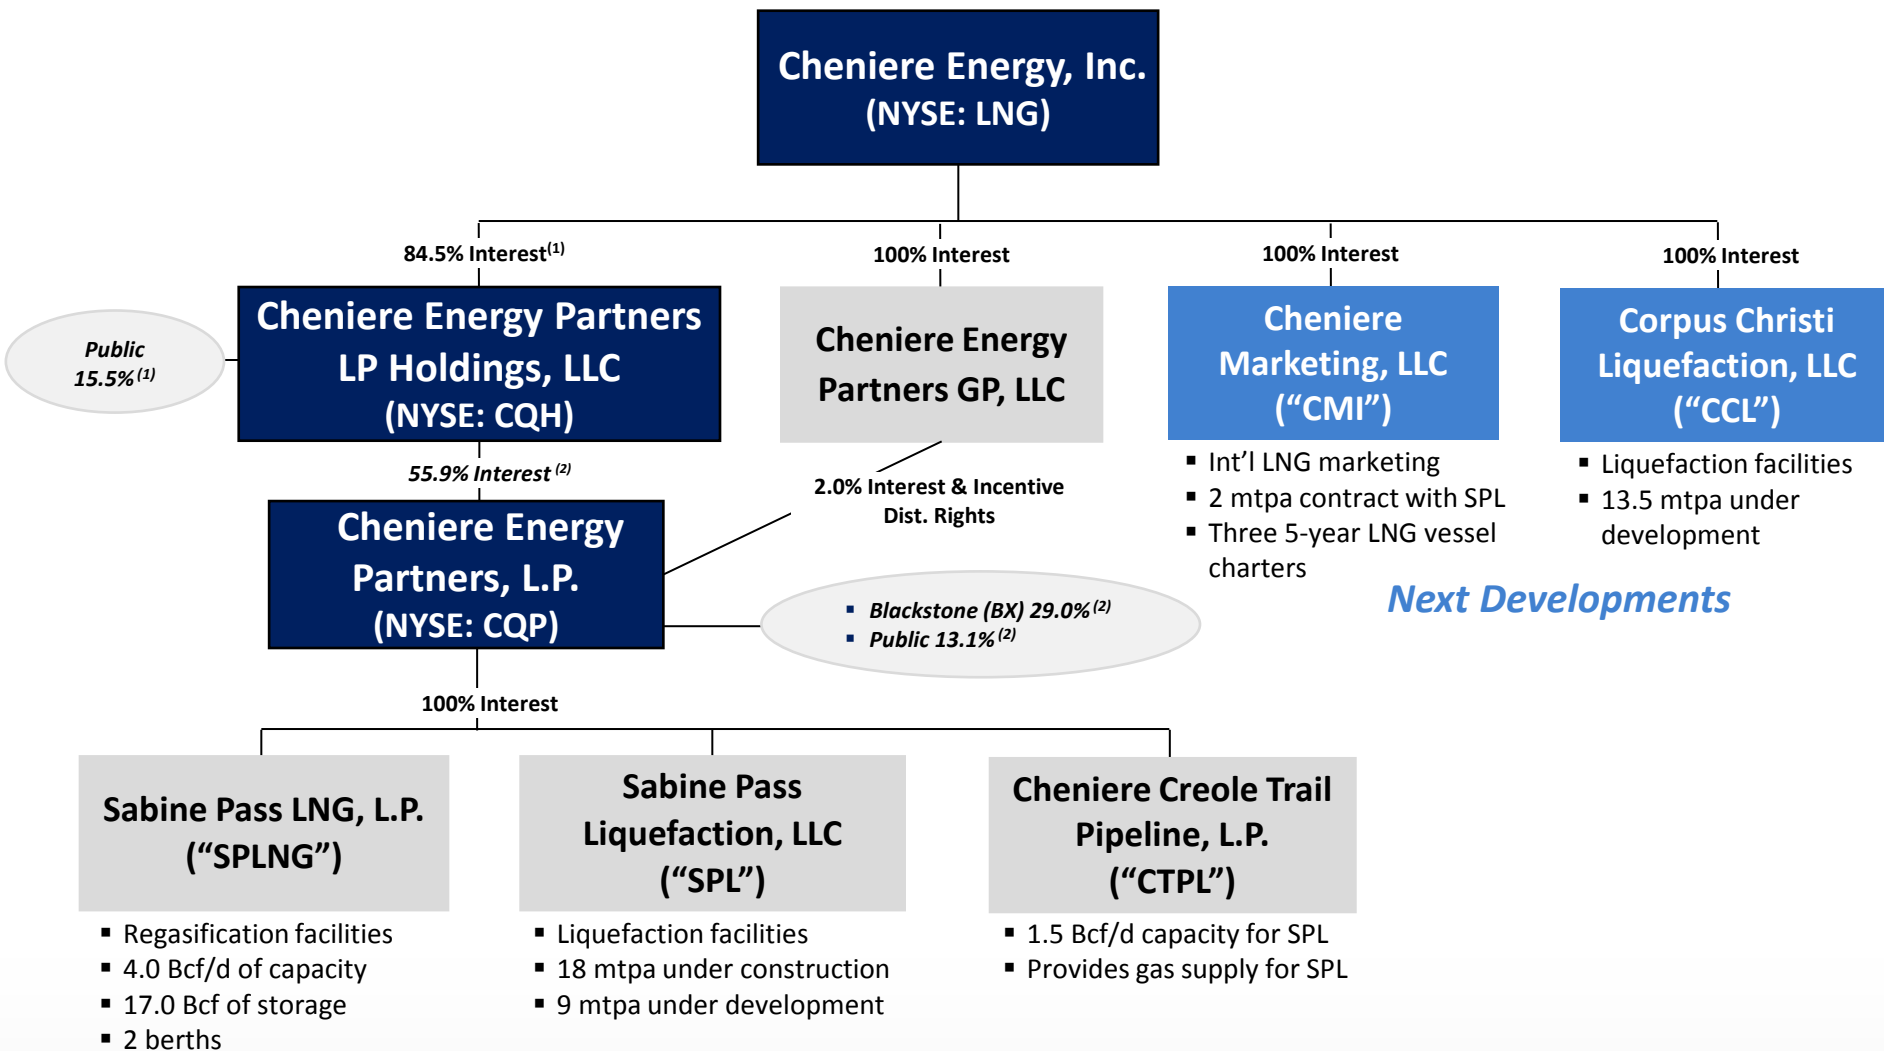 Cheniere Energy, Inc.
(NYSE: LNG)
84.5% Interest(1)
100% Interest
100% Interest
100% Interest
Public
15.5% (1)
Cheniere Energy Partners
LP Holdings, LLC
(NYSE: CQH)
Cheniere Energy
Partners GP, LLC
Cheniere
Marketing, LLC
(“CMI”)
Corpus Christi
Liquefaction, LLC
(“CCL”)
▪ Int’l LNG marketing
▪ 2 mtpa contract with SPL
▪ Three 5-year LNG vessel
charters
▪ Liquefaction facilities
▪ 13.5 mtpa under
development
55.9% Interest (2)
2.0% Interest & Incentive
Dist. Rights
Cheniere Energy
Partners, L.P.
(NYSE: CQP)
▪ Blackstone (BX) 29.0% (2)
▪ Public 13.1% (2)
Next Developments
100% Interest
Sabine Pass LNG, L.P.
(“SPLNG”)
Sabine Pass
Liquefaction, LLC
(“SPL”)
Cheniere Creole Trail
Pipeline, L.P.
(“CTPL”)
▪ Regasification facilities
▪ 4.0 Bcf/d of capacity
▪ 17.0 Bcf of storage
▪ 2 berths
▪ Liquefaction facilities
▪ 18 mtpa under construction
▪ 9 mtpa under development
▪ 1.5 Bcf/d capacity for SPL
▪ Provides gas supply for SPL